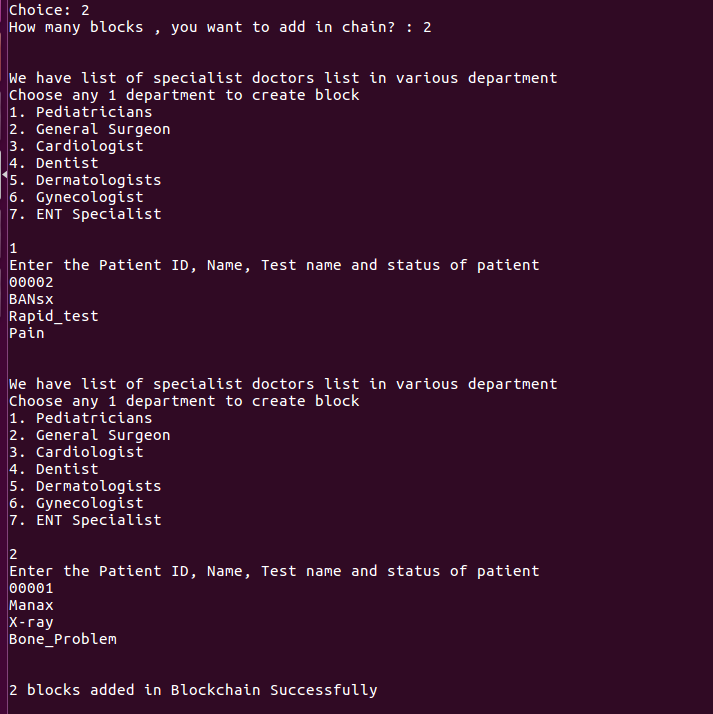 Choice: 2
How many blocks , you want to add in chain? : 2
We have list of specialist doctors list in various department
Choose any 1 department to create block
1. Pediatricians
2. General Surgeon
3. Cardiologist
4. Dentist
5. Dermatologists
6. Gynecologist
7. ENT Specialist
1
Enter the Patient ID, Name, Test name and status of patient
00002
BANsx
Rapid_test
Pain
We have list of specialist doctors list in various department
Choose any 1 department to create block
1. Pediatricians
2. General Surgeon
3. Cardiologist
4. Dentist
5. Dermatologists
6. Gynecologist
7. ENT Specialist
2
Enter the Patient ID, Name, Test name and status of patient
00001
Manax
X-ray
Bone_Problem
2 blocks added in Blockchain Successfully